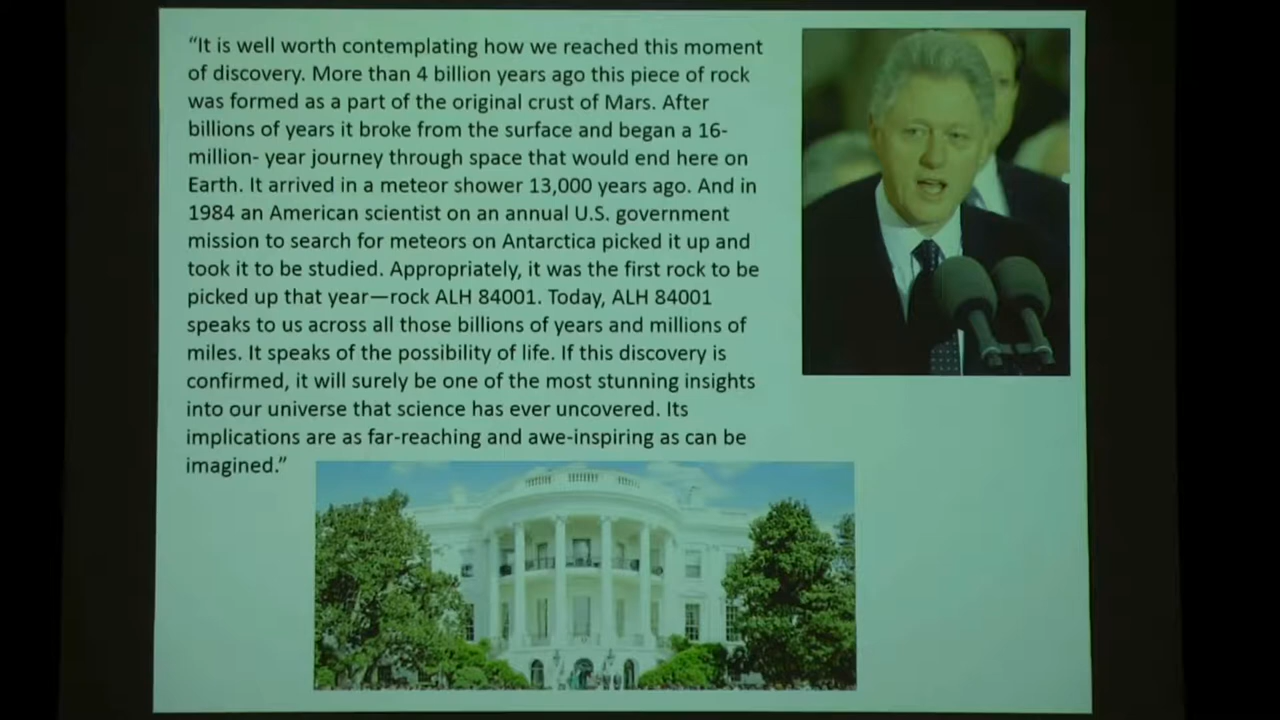 “It is well worth contemplating how we reached this moment
of discovery. More than 4 billion years ago this piece of rock
was formed as a part of the original crust of Mars. After
billions of years it broke from the surface and began a 16-
million- year journey through space that would end here on
Earth. It arrived in a meteor shower 13,000 years ago. And in
1984 an American scientist on an annual U.S. government
mission to search for meteors on Antarctica picked it up and
took it to be studied. Appropriately, it was the first rock to be
picked up that year—rock ALH 84001. Today, ALH 84001
speaks to us across all those billions of years and millions of
miles. It speaks of the possibility of life. If this discovery is
confirmed, it will surely be one of the most stunning insights
into our universe that science has ever uncovered. Its
implications are as far-reaching and awe-inspiring as can be
imagined.”